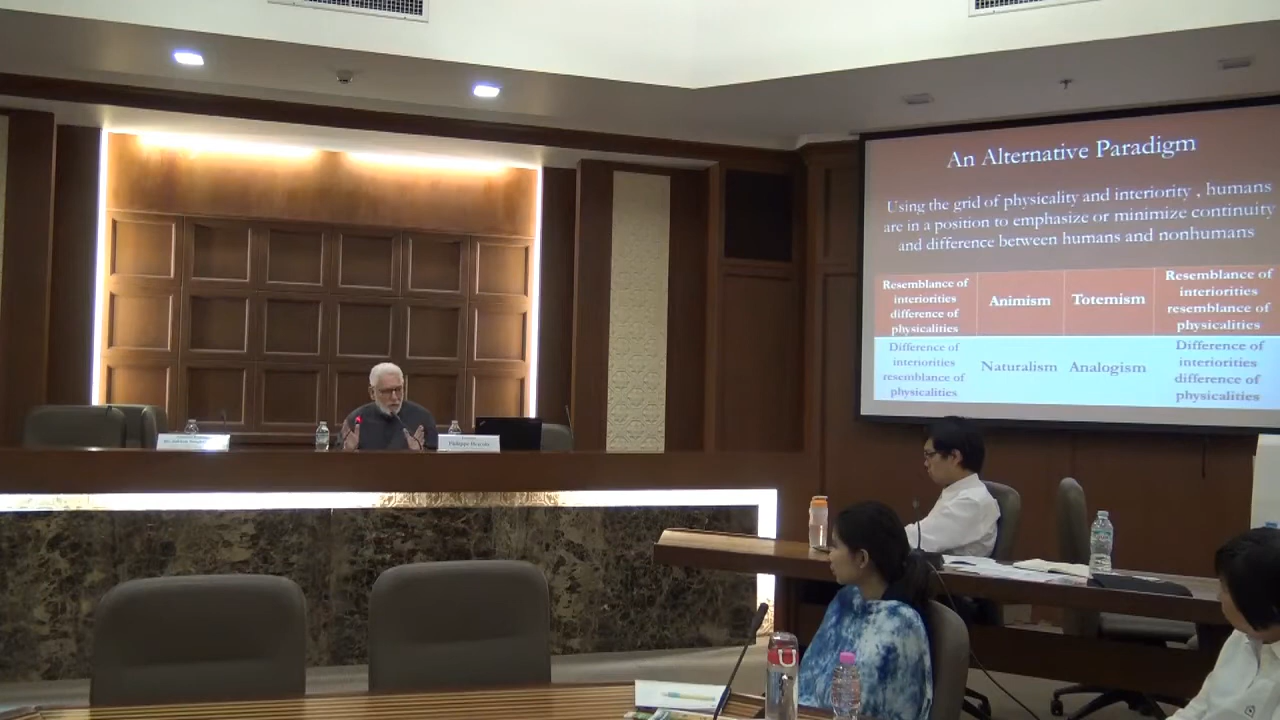 An Alternative Paradigm
Using the grid of physicality and interiority , humans
are in a position to emphasize or minimize continuity
and difference between humans and nonhumans
Resemblance of
interiorities
difference of
physicalities
Animism
Totemism
Resemblance of
interiorities
resemblance of
physicalities
Difference of
interiorities
resemblance of
physicalities
Naturalism
Analogism
Difference of
interiorities
difference of
physicalities
Philippe